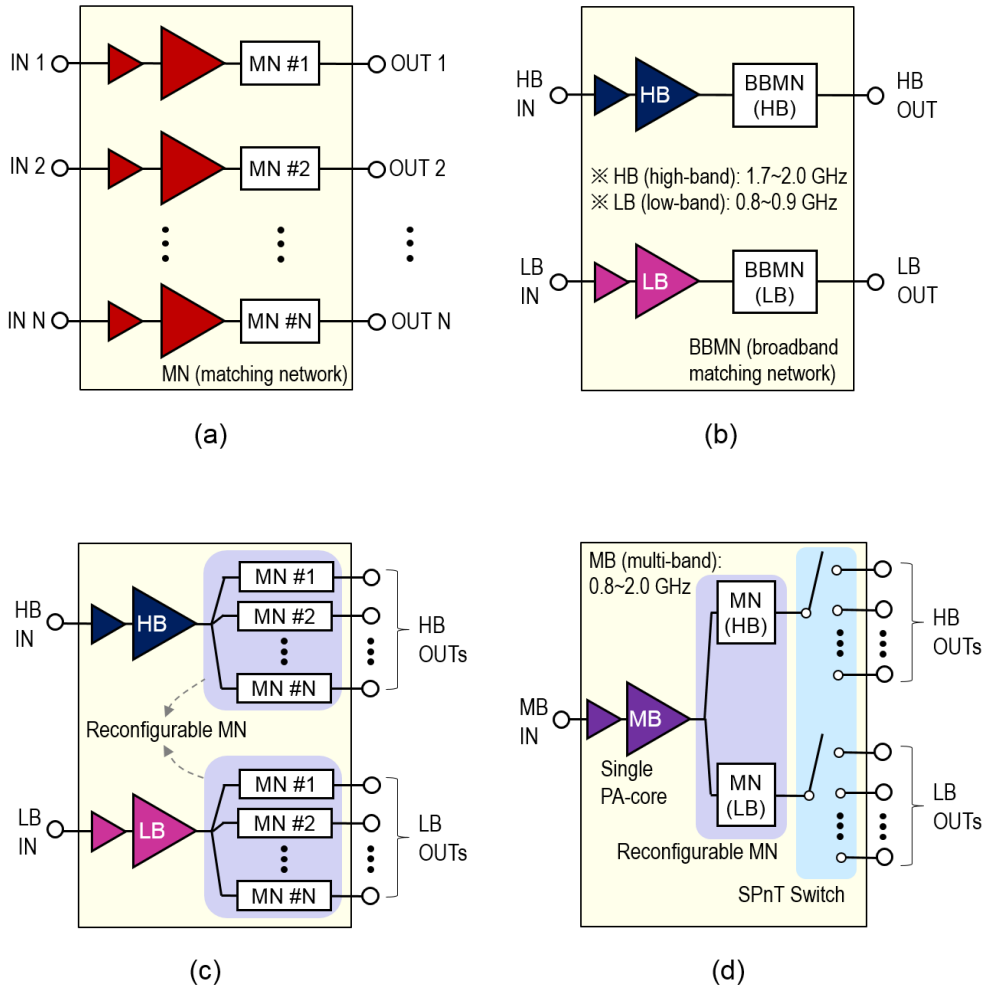 IN 1
MN #1
OUT 1
IN 2
MN #2
OUT 2
IN N
MN #N
OUT N
MN (matching network)
(a)
HB
IN
HB
BBMN
(HB)
HB
OUT
※ HB (high-band): 1.7~2.0 GHz
※ LB (low-band): 0.8~0.9 GHz
LB
IN
LB
BBMN
(LB)
LB
OUT
BBMN (broadband
matching network)
(b)
HB
IN
HB
MN #1
MN #2
MN #N
HB
OUTs
Reconfigurable MN
LB
IN
LB
MN #1
MN #2
MN #N
LB
OUTs
(c)
MB (multi-band):
0.8~2.0 GHz
MB
IN
MB
Single
PA-core
MN
(HB)
MN
(LB)
HB
OUTs
LB
OUTs
Reconfigurable MN
SPnT Switch
(d)